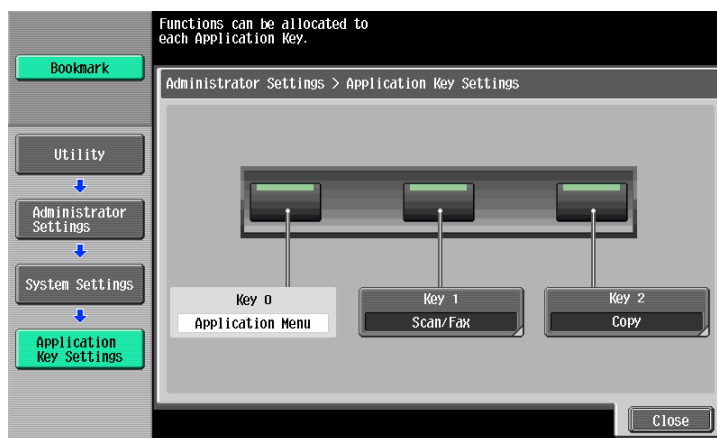 Functions can be allocated to
each Application Key.
Bookmark
Administrator Settings > Application Key Settings
Utility
Administrator
Settings
System Settings
Application
Key Settings
Key 0
Application Menu
Key 1
Scan/Fax
Key 2
Copy
Close